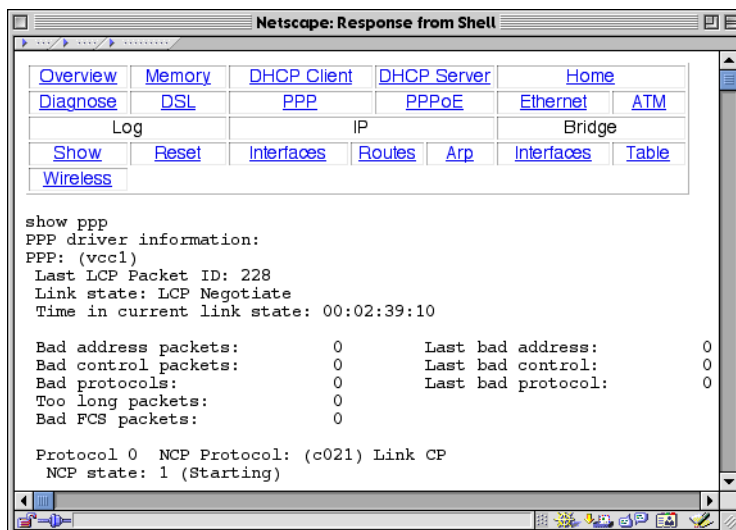 Netscape: Response from Shell
Overview Memory DHCP Client DHCP Server Home
Diagnose DSL PPP PPPoE Ethernet ATM
Log IP Bridge
Show Reset Interfaces Routes Arp Interfaces Table
Wireless
show ppp
PPP driver information:
PPP: (vcc1)
Last LCP Packet ID: 228
Link state: LCP Negotiate
Time in current link state: 00:02:39:10
Bad address packets: 0 Last bad address: 0
Bad control packets: 0 Last bad control: 0
Bad protocols: 0 Last bad protocol: 0
Too long packets: 0
Bad FCS packets: 0
Protocol 0 NCP Protocol: (c021) Link CP
NCP state: 1 (Starting)